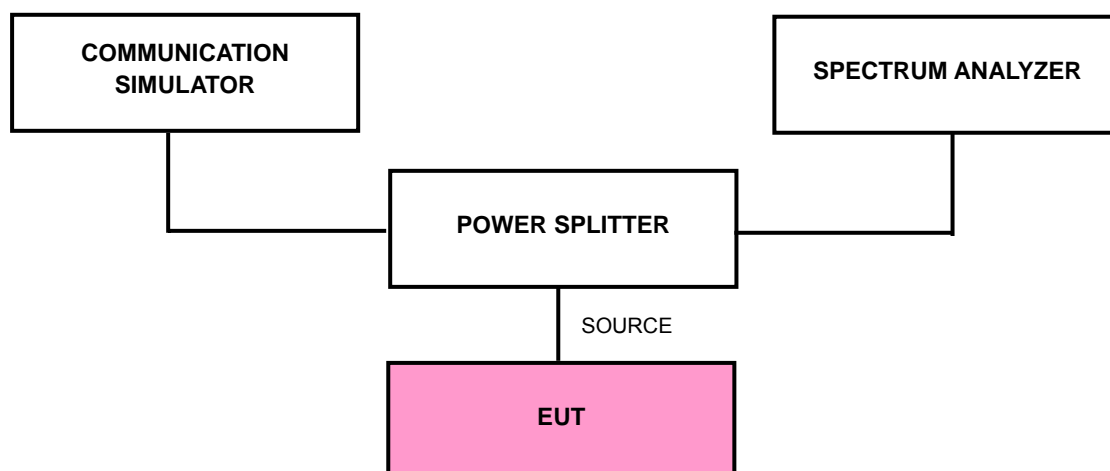 COMMUNICATION
SIMULATOR
SPECTRUM ANALYZER
POWER SPLITTER
SOURCE
EUT